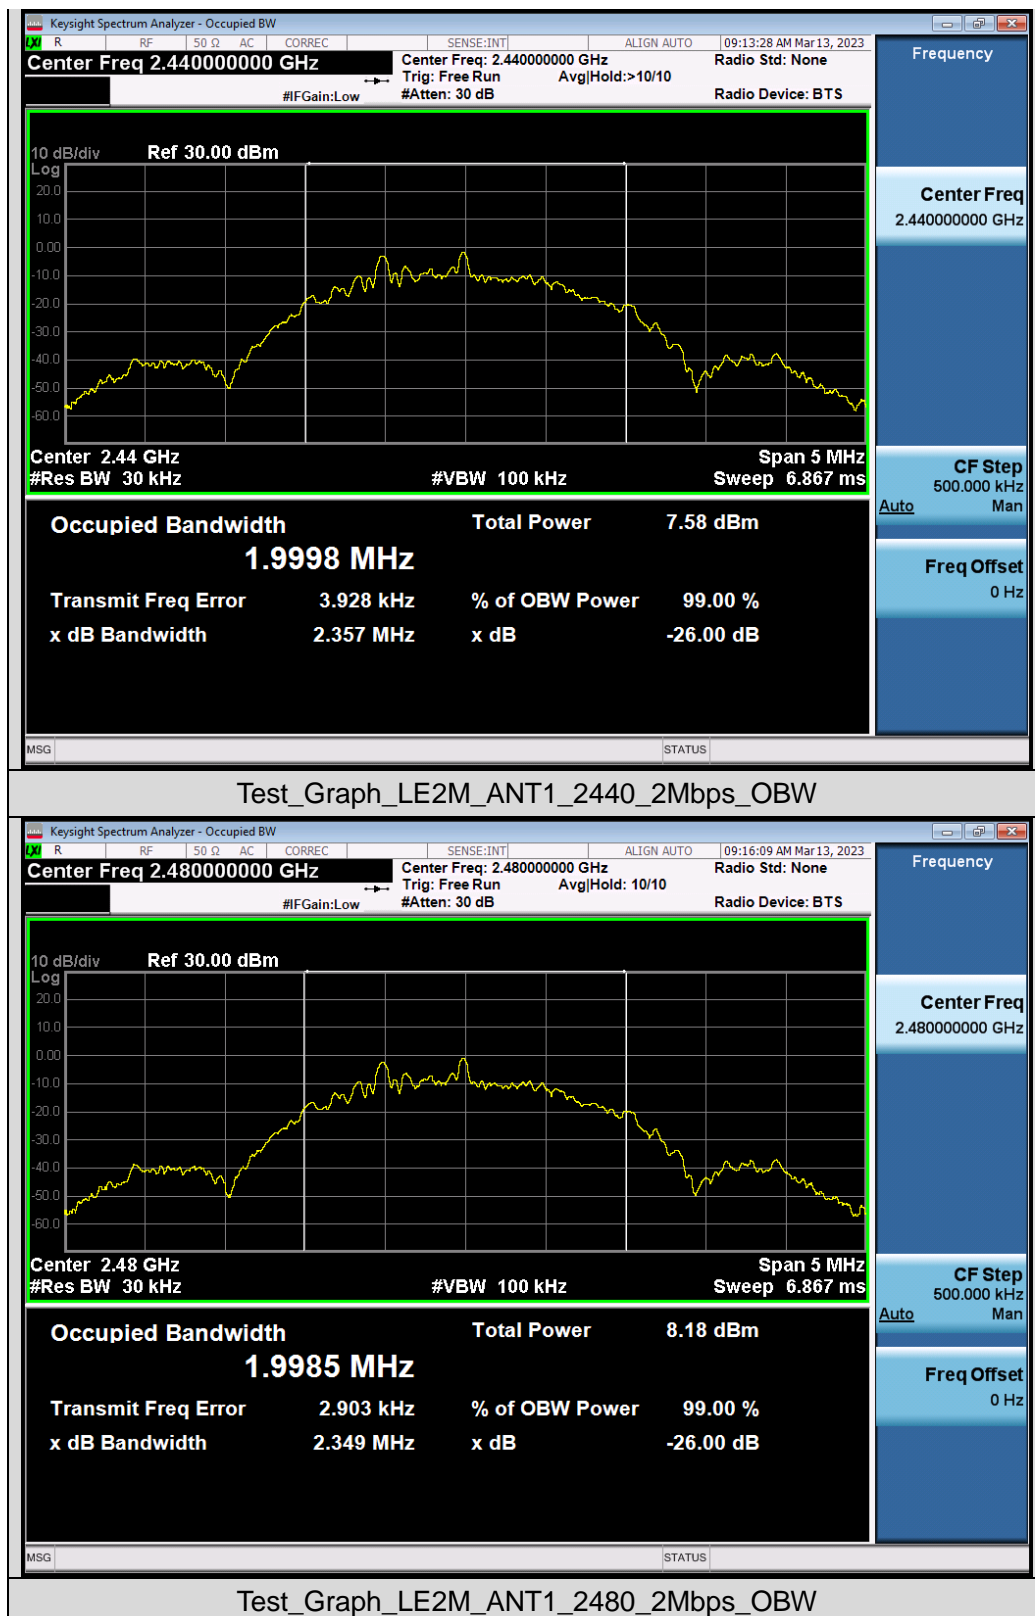 Keysight Spectrum Analyzer - Occupied BW
LXI R RF 50 Ω AC CORREC SENSE:INT ALIGN AUTO 09:13:28 AM Mar 13, 2023
Center Freq 2.440000000 GHz Center Freq: 2.440000000 GHz Radio Std: None Frequency
Trig: Free Run Avg|Hold:>10/10
#IFGain:Low #Atten: 30 dB Radio Device: BTS
10 dB/div Ref 30.00 dBm
Log
20.0
10.0
0.00
-10.0
-20.0
-30.0
-40.0
-50.0
-60.0
Center Freq
2.440000000 GHz
Center 2.44 GHz Span 5 MHz
#Res BW 30 kHz #VBW 100 kHz Sweep 6.867 ms
CF Step
500.000 kHz
Auto Man
Occupied Bandwidth Total Power 7.58 dBm
1.9998 MHz
Freq Offset
0 Hz
Transmit Freq Error 3.928 kHz % of OBW Power 99.00 %
x dB Bandwidth 2.357 MHz x dB -26.00 dB
MSG STATUS
Test_Graph_LE2M_ANT1_2440_2Mbps_OBW
Keysight Spectrum Analyzer - Occupied BW
LXI R RF 50 Ω AC CORREC SENSE:INT ALIGN AUTO 09:16:09 AM Mar 13, 2023
Center Freq 2.480000000 GHz Center Freq: 2.480000000 GHz Radio Std: None Frequency
Trig: Free Run Avg|Hold: 10/10
#IFGain:Low #Atten: 30 dB Radio Device: BTS
10 dB/div Ref 30.00 dBm
Log
20.0
10.0
0.00
-10.0
-20.0
-30.0
-40.0
-50.0
-60.0
Center Freq
2.480000000 GHz
Center 2.48 GHz Span 5 MHz
#Res BW 30 kHz #VBW 100 kHz Sweep 6.867 ms
CF Step
500.000 kHz
Auto Man
Occupied Bandwidth Total Power 8.18 dBm
1.9985 MHz
Freq Offset
0 Hz
Transmit Freq Error 2.903 kHz % of OBW Power 99.00 %
x dB Bandwidth 2.349 MHz x dB -26.00 dB
MSG STATUS
Test_Graph_LE2M_ANT1_2480_2Mbps_OBW